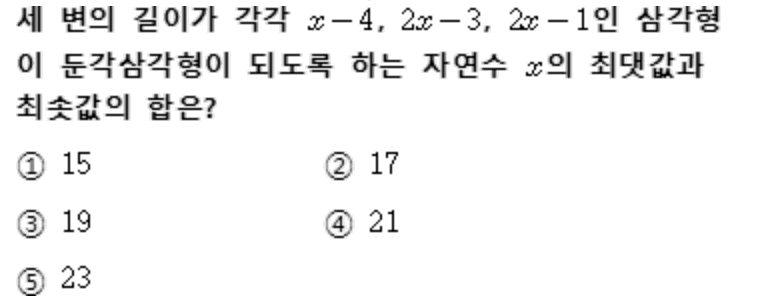 세 변의 길이가 각각 x-4, 2x-3, 2x-1인 삼각형
이 둔각삼각형이 되도록 하는 자연수 x의 최댓값과
최솟값의 합은?
① 15 ② 17
③ 19 ④ 21
⑤ 23